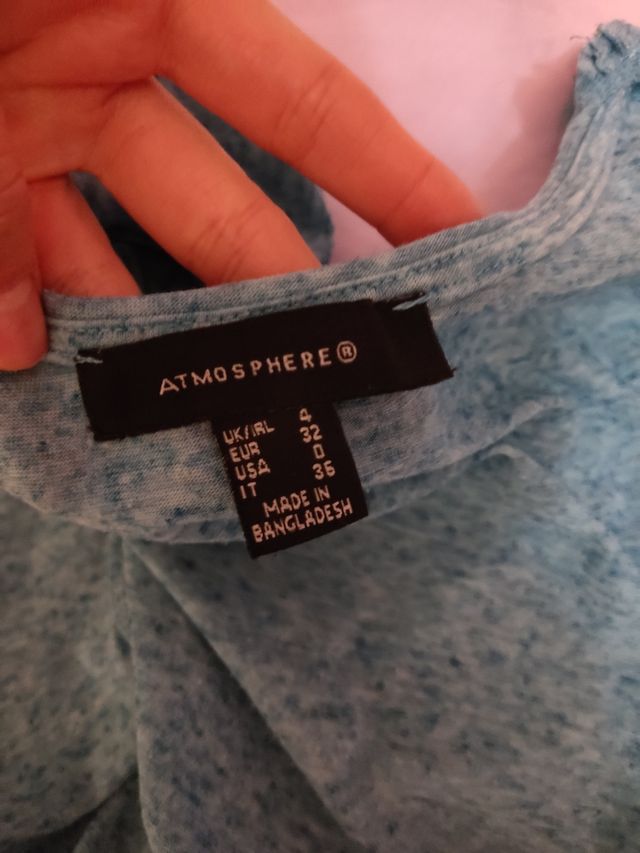 ATMOSPHERE®
UK/IRL 4
EUR 32
USA 0
IT 36
MADE IN
BANGLADESH